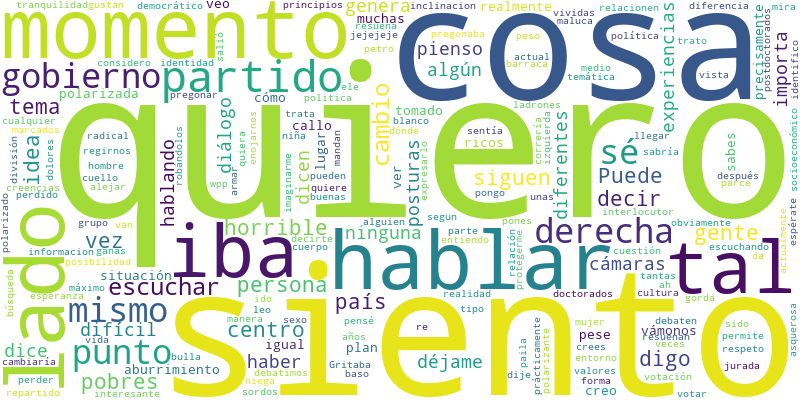 tranquilidad gustan
democrático veo
principios inclinacion
relacionen diferencia mira
momento
genera
realmente
muchas
vividas
maluca
cosa
resuena
pregonaba
jejejeje
petro
peso
política
trato
salió
considero identidad
pienso
actual
barraca
gobierno
partido
algún
medio
temática
vista
experiencias
precisamente
postdoctorados
importa
identifico
polarizada
ele
pregonar
politica
ladrones
tema
cómo
tomado
cambio
quiero
cualquier
marcados
trata
blanco
dónde
sentía
llegar
socioeconómico
división
radical
idea
regirnos
dolores
hombre
cuello
creencias
alejar
hablando
robandolos
diálogo
quiera
enojarnos
niña
callo
lugar
mandan
posturas
ricos
correría
izquierda
diferentes
sé
sabría
sabes
después
parce
dicen
imaginarme
pueden
quiere
buenas
ver
expresario
siguen
pongo
unas
Puede
decir
polarizado
perdido
wpp
armar
grupo
van
horrible
alguien
ninguna
segun
parte
entiendo
pones
interlocutor
obviamente
derecha
gente
escuchando
espérate
actualmente
lado
informacion
ganas
posibilidad
vez
iba
decirte
cuerpo
hablar
relación
protegerme
cuestión
da
tal
búsqueda
esperanza
situación
escuchar
persona
realidad
cámaras
tantas
ah
máximo
mismo
ido
leo
manera
sexo
país
tipo
doctorados
cultura
gorda
asquerosa
difícil
centro
pensé
años
re
mujer
vámonos
debaten
resuenan
sido
permite
dice
vida
punto
bulla
igual
plan
déjame
dije
paila
prácticamente
polarizante
crees
entorno
pese
digo
veces
respeto
cambiaría
aburrimiento
haber
Gritaba
baso
siento
valores
forma
creo
votación
jurada
perder
repartido
pobres
interesante
debatimos
niega
sordos
votar